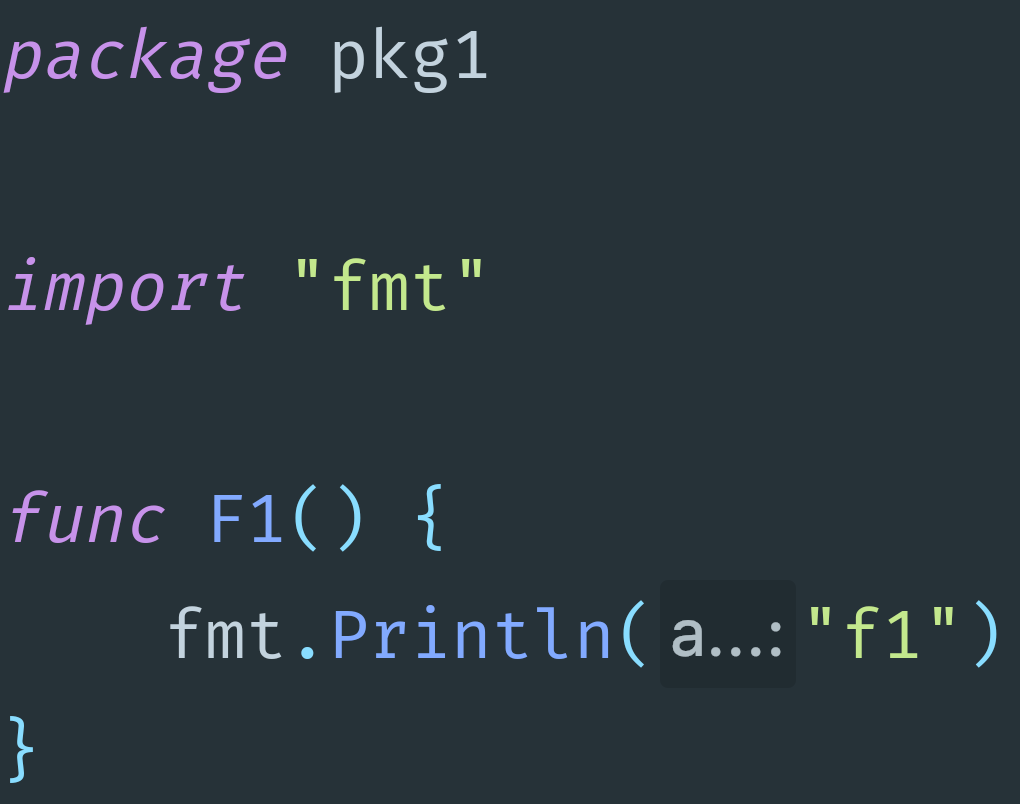 package pkg1
import "fmt"
func F1() {
    fmt.Println( a...: "f1")
}